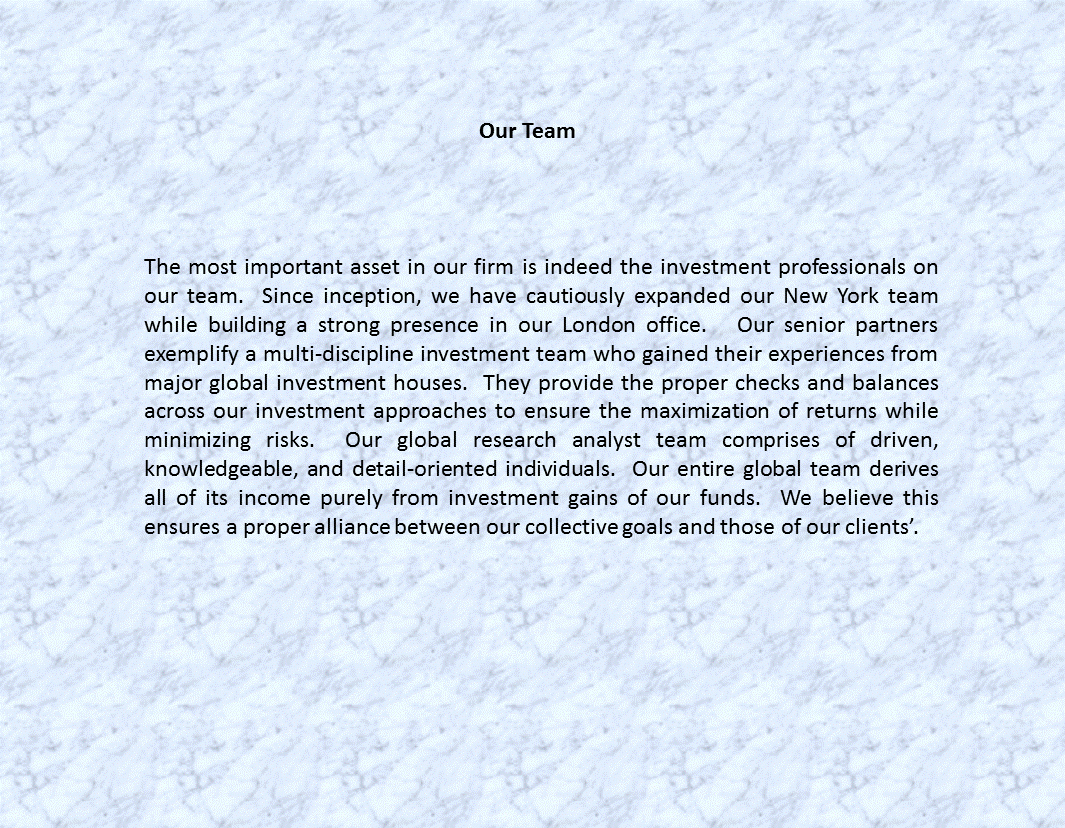 Our Team
The most important asset in our firm is indeed the investment professionals on
our team.  Since inception, we have cautiously expanded our New York team
while building a strong presence in our London office.   Our senior partners
exemplify a multi-discipline investment team who gained their experiences from
major global investment houses.  They provide the proper checks and balances
across our investment approaches to ensure the maximization of returns while
minimizing risks.  Our global research analyst team comprises of driven,
knowledgeable, and detail-oriented individuals.  Our entire global team derives
all of its income purely from investment gains of our funds.  We believe this
ensures a proper alliance between our collective goals and those of our clients’.